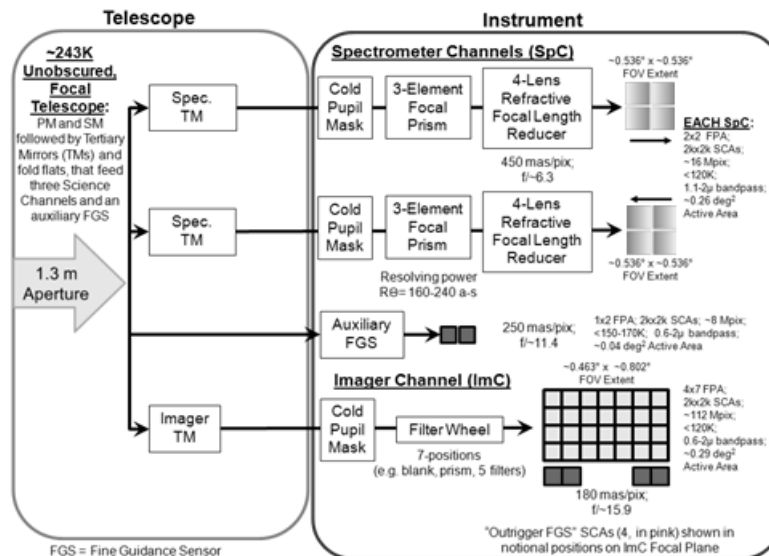 Telescope
Instrument
~243K
Unobscured,
Focal
Telescope:
PM and SM
followed by Tertiary
Mirrors (TMs) and
fold flats, that feed
three Science
Channels and an
auxiliary FGS
1.3 m
Aperture
Spec.
TM
Spec.
TM
Imager
TM
FGS = Fine Guidance Sensor
Spectrometer Channels (SpC)
Cold
Pupil
Mask
3-Element
Focal
Prism
4-Lens
Refractive
Focal Length
Reducer
450 mas/pix;
f/~6.3
~0.536° x ~0.536°
FOV Extent
EACH SpC:
2x2 FPA;
2kx2k SCAs;
~16 Mpix;
<120K;
1.1-2µ bandpass;
~0.26 deg²
Active Area
Cold
Pupil
Mask
3-Element
Focal
Prism
4-Lens
Refractive
Focal Length
Reducer
~0.536° x ~0.536°
FOV Extent
Resolving power
RΘ= 160-240 a-s
Auxiliary
FGS
250 mas/pix;
f/~11.4
1x2 FPA; 2kx2k SCAs; ~8 Mpix;
<150-170K; 0.6-2µ bandpass;
~0.04 deg² Active Area
Imager Channel (ImC)
Cold
Pupil
Mask
Filter Wheel
7-positions
(e.g. blank, prism, 5 filters)
~0.463° x ~0.802°
FOV Extent
4x7 FPA;
2kx2k SCAs;
~112 Mpix;
<120K;
0.6-2µ bandpass;
~0.29 deg²
Active Area
180 mas/pix;
f/~15.9
"Outrigger FGS" SCAs (4, in pink) shown in
notional positions on ImC Focal Plane